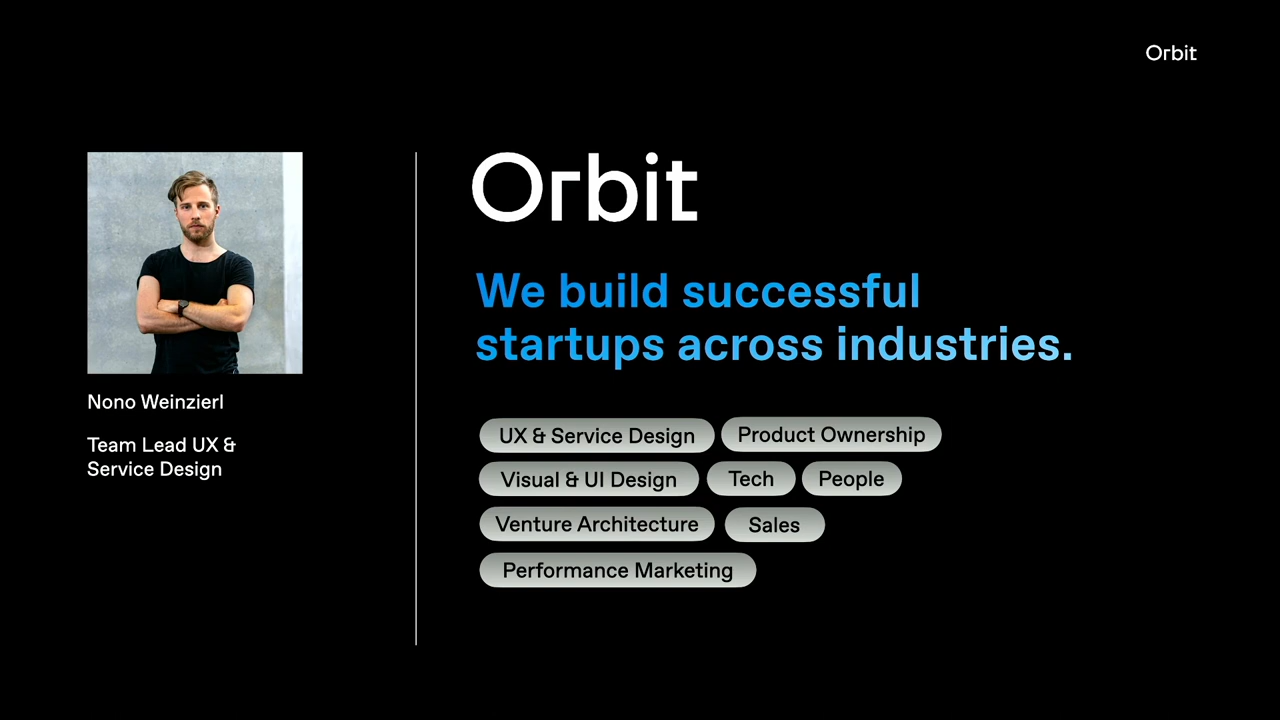 Orbit
Nono Weinzierl
Team Lead UX &
Service Design
Orbit
We build successful
startups across industries.
UX & Service Design
Product Ownership
Visual & UI Design
Tech
People
Venture Architecture
Sales
Performance Marketing